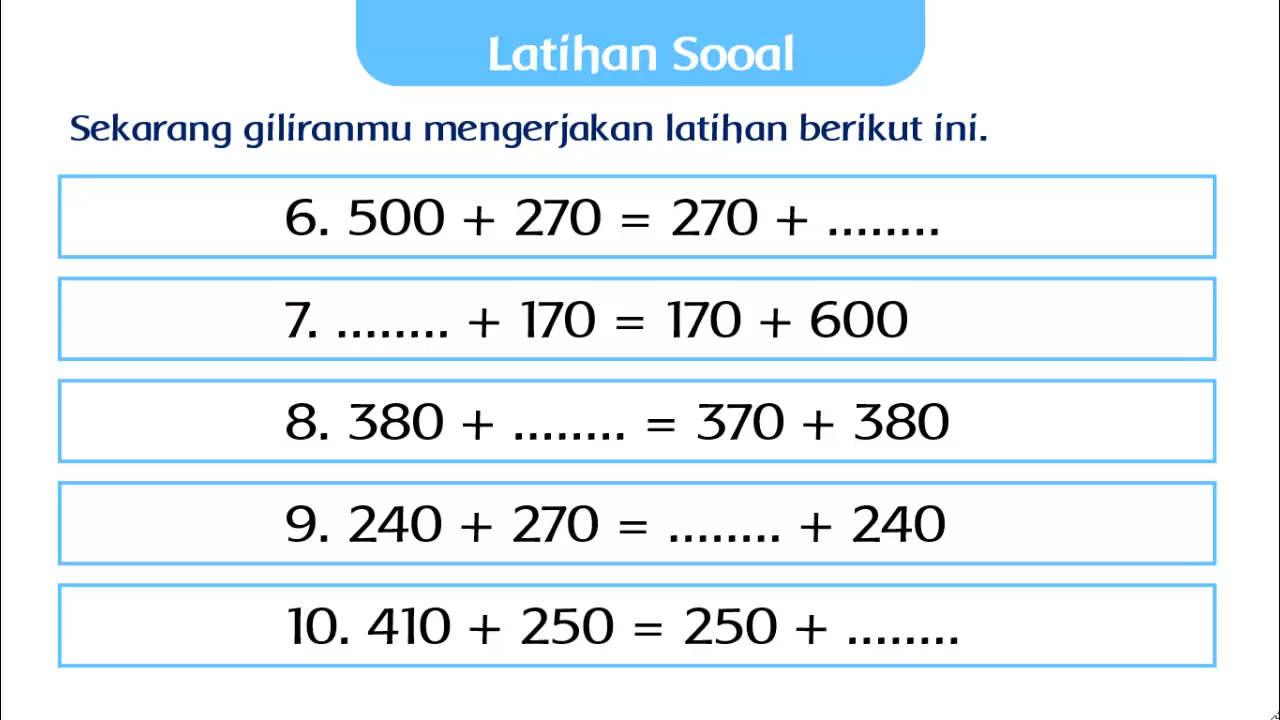 Latihan Sooal
Sekarang giliranmu mengerjakan latihan berikut ini.
6. 500 + 270 = 270 + ........
7. ........ + 170 = 170 + 600
8. 380 + ........ = 370 + 380
9. 240 + 270 = ........ + 240
10. 410 + 250 = 250 + ........